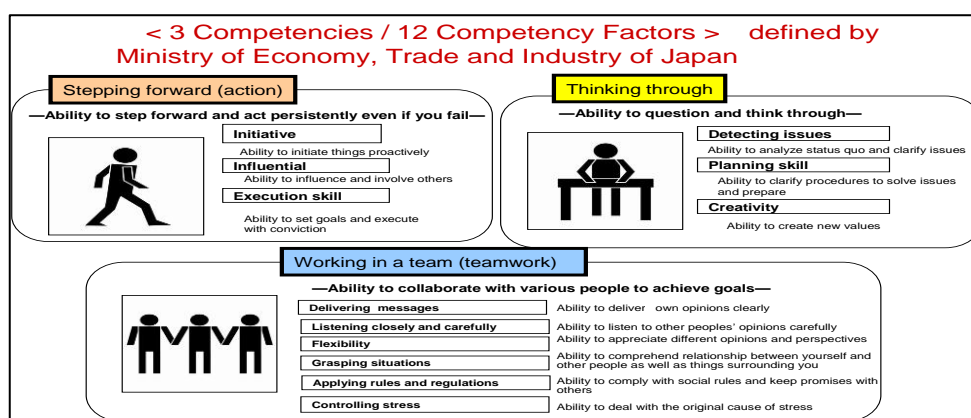 < 3 Competencies / 12 Competency Factors > defined by
Ministry of Economy, Trade and Industry of Japan
Stepping forward (action)
—Ability to step forward and act persistently even if you fail—
Initiative
Ability to initiate things proactively
Influential
Ability to influence and involve others
Execution skill
Ability to set goals and execute
with conviction
Thinking through
—Ability to question and think through—
Detecting issues
Ability to analyze status quo and clarify issues
Planning skill
Ability to clarify procedures to solve issues
and prepare
Creativity
Ability to create new values
Working in a team (teamwork)
—Ability to collaborate with various people to achieve goals—
Delivering messages
Ability to deliver own opinions clearly
Listening closely and carefully
Ability to listen to other peoples' opinions carefully
Flexibility
Ability to appreciate different opinions and perspectives
Grasping situations
Ability to comprehend relationship between yourself and
other people as well as things surrounding you
Applying rules and regulations
Ability to comply with social rules and keep promises with
others
Controlling stress
Ability to deal with the original cause of stress